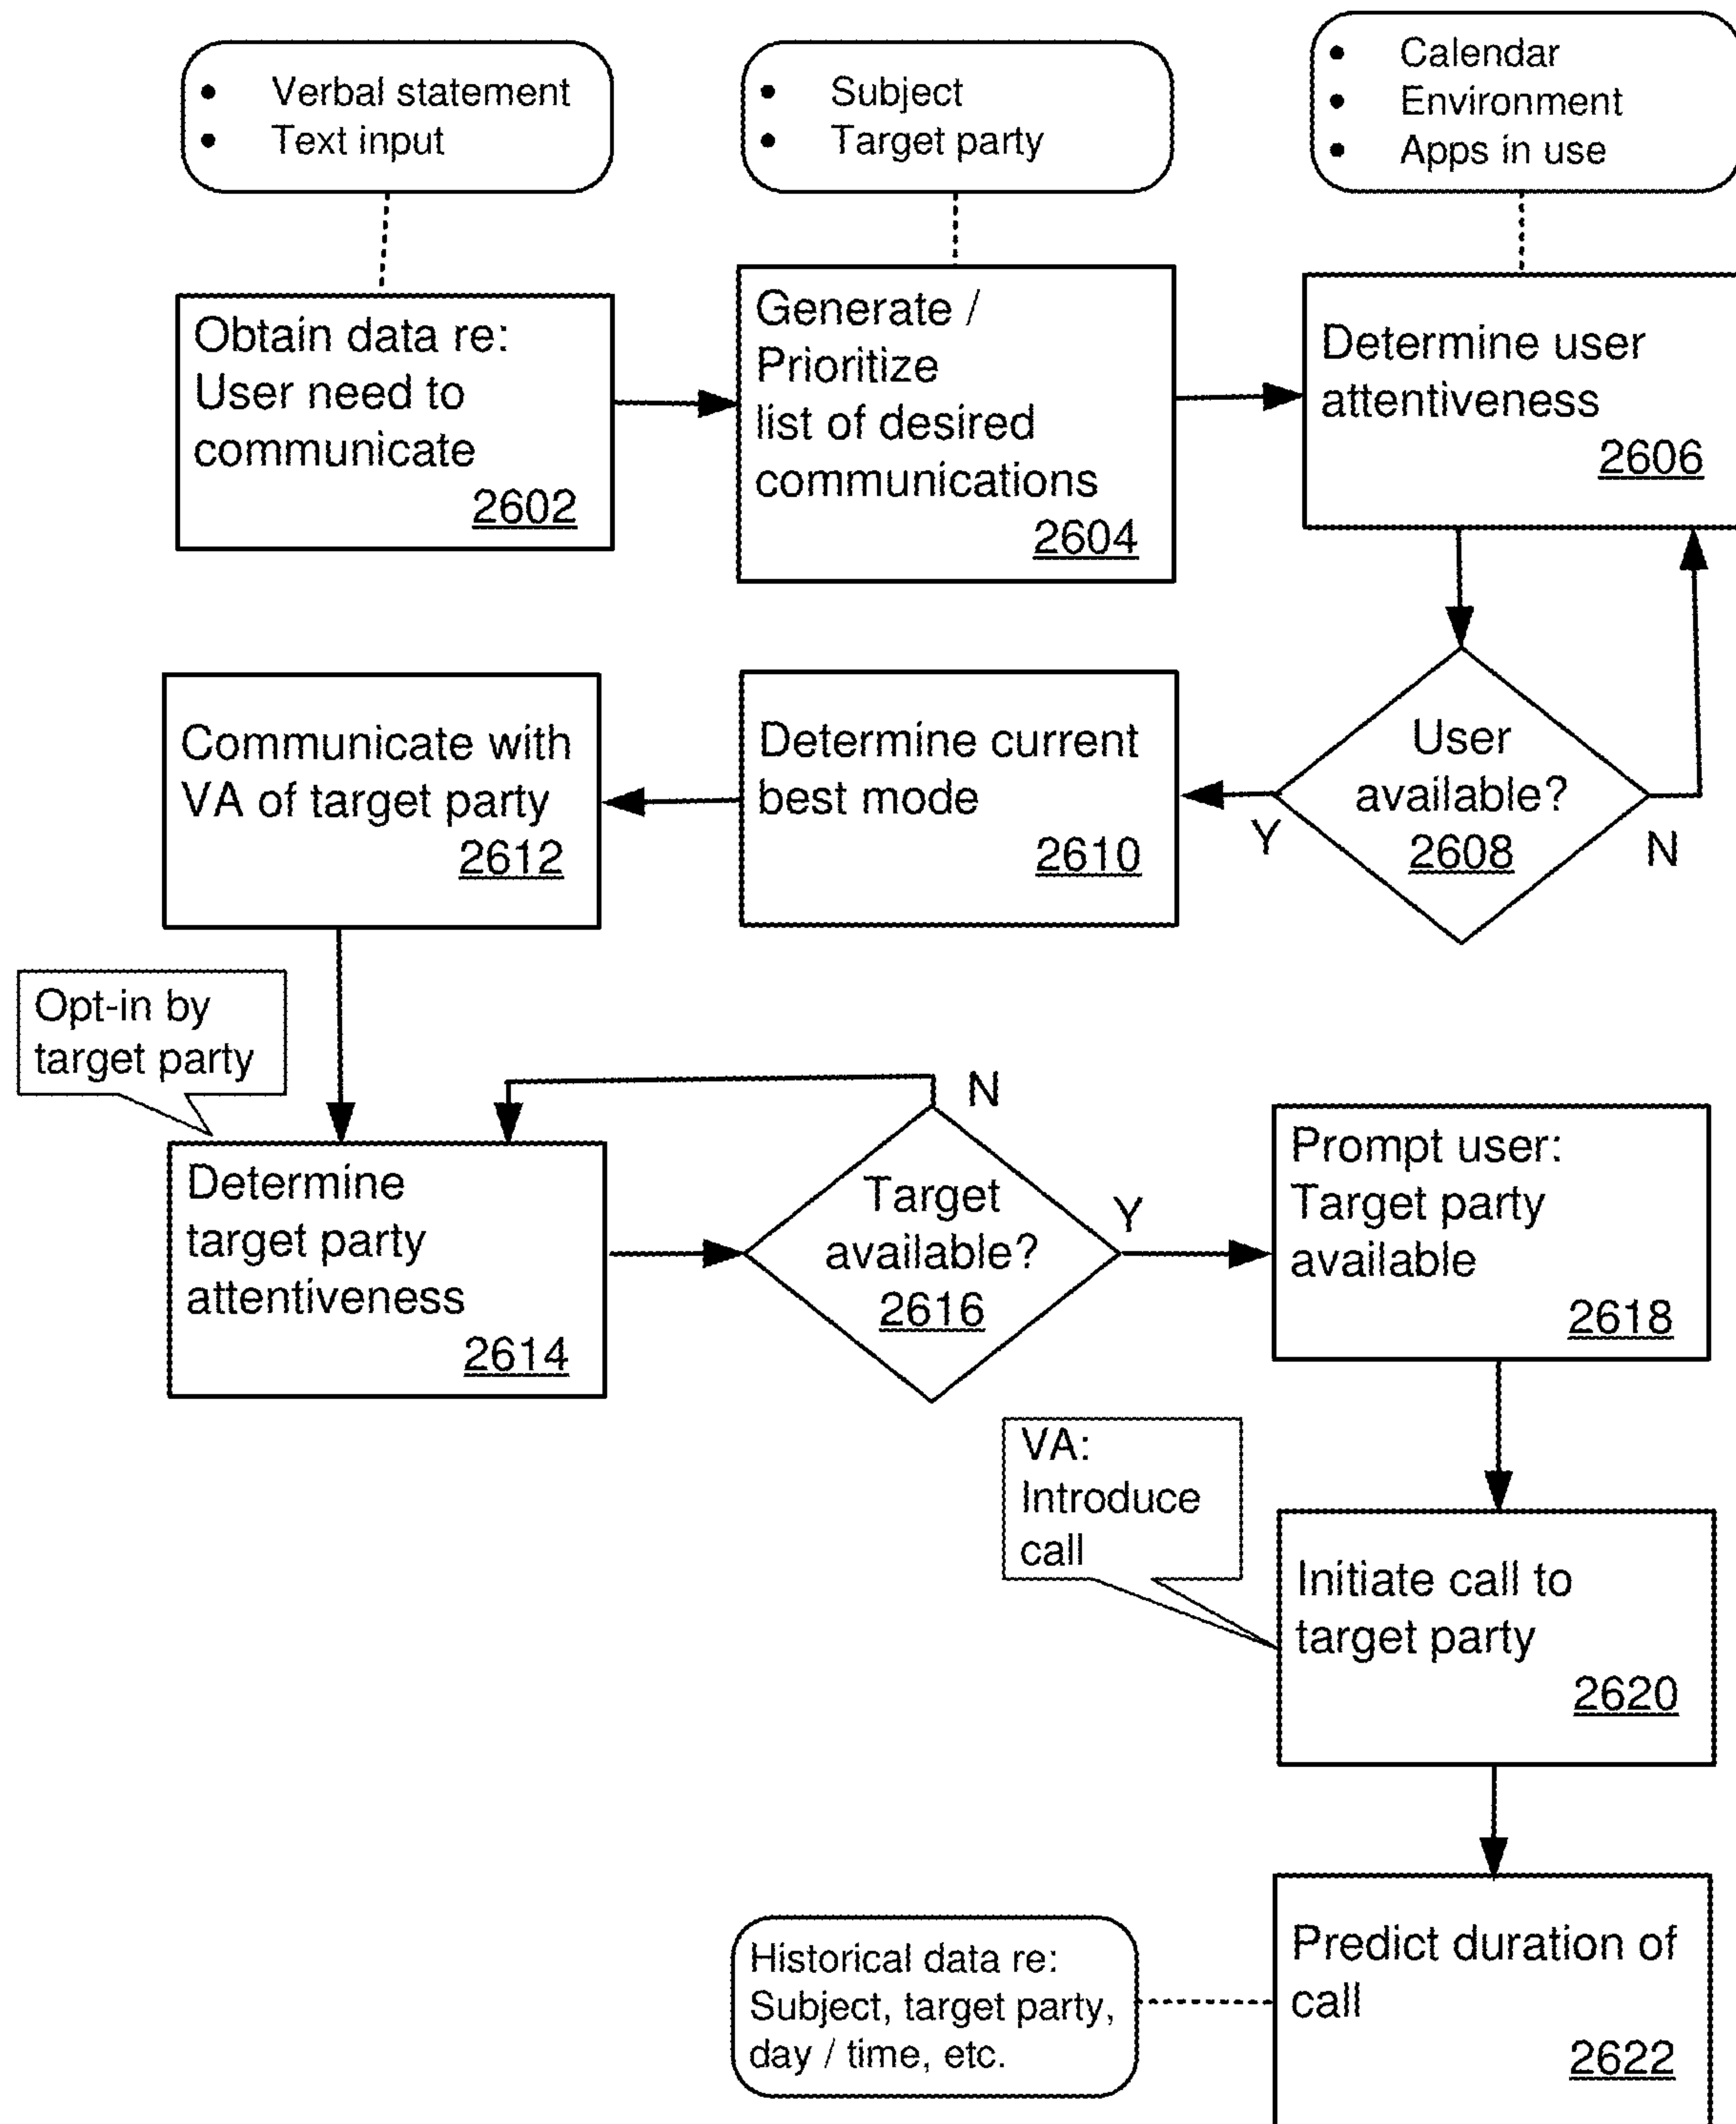 • Verbal statement
• Text input
• Subject
• Target party
• Calendar
• Environment
• Apps in use
Obtain data re:
User need to
communicate
2602
Generate /
Prioritize
list of desired
communications
2604
Determine user
attentiveness
2606
User
available?
2608
Y
N
Determine current
best mode
2610
Communicate with
VA of target party
2612
Opt-in by
target party
Determine
target party
attentiveness
2614
N
Target
available?
2616
Y
Prompt user:
Target party
available
2618
VA:
Introduce
call
Initiate call to
target party
2620
Historical data re:
Subject, target party,
day / time, etc.
Predict duration of
call
2622